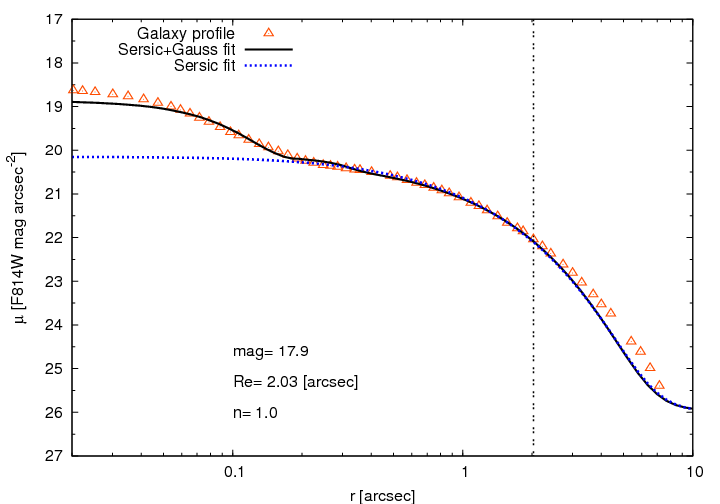 Galaxy profile
Sersic+Gauss fit
Sersic fit
17
18
19
20
21
22
23
24
25
26
27
μ [F814W mag arcsec⁻²]
mag= 17.9
Re= 2.03 [arcsec]
n= 1.0
0.1 1 10
r [arcsec]